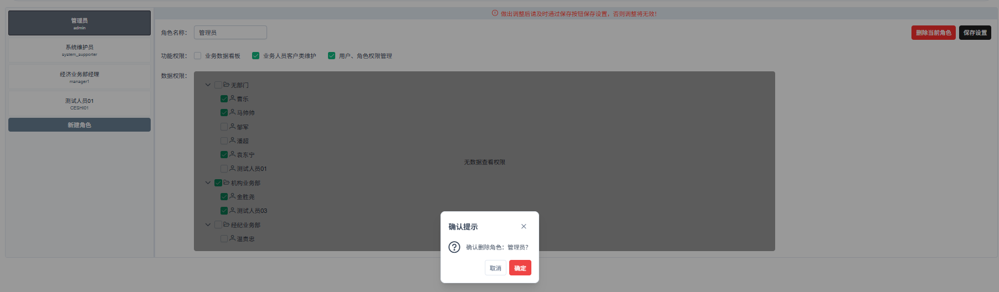 管理员
admin
系统维护员
system_supporter
经济业务部经理
manager1
测试人员01
CESHI01
新建角色
做出调整后请及时通过保存按钮保存设置，否则调整将无效!
角色名称：
管理员
删除当前角色
保存设置
功能权限：
业务数据看板
业务人员客户类维护
用户、角色权限管理
数据权限：
无部门
曹乐
马帅帅
邹军
潘超
袁东宁
测试人员01
机构业务部
金胜尧
测试人员03
经纪业务部
温贵忠
无数据查看权限
确认提示
确认删除角色：管理员?
取消
确定